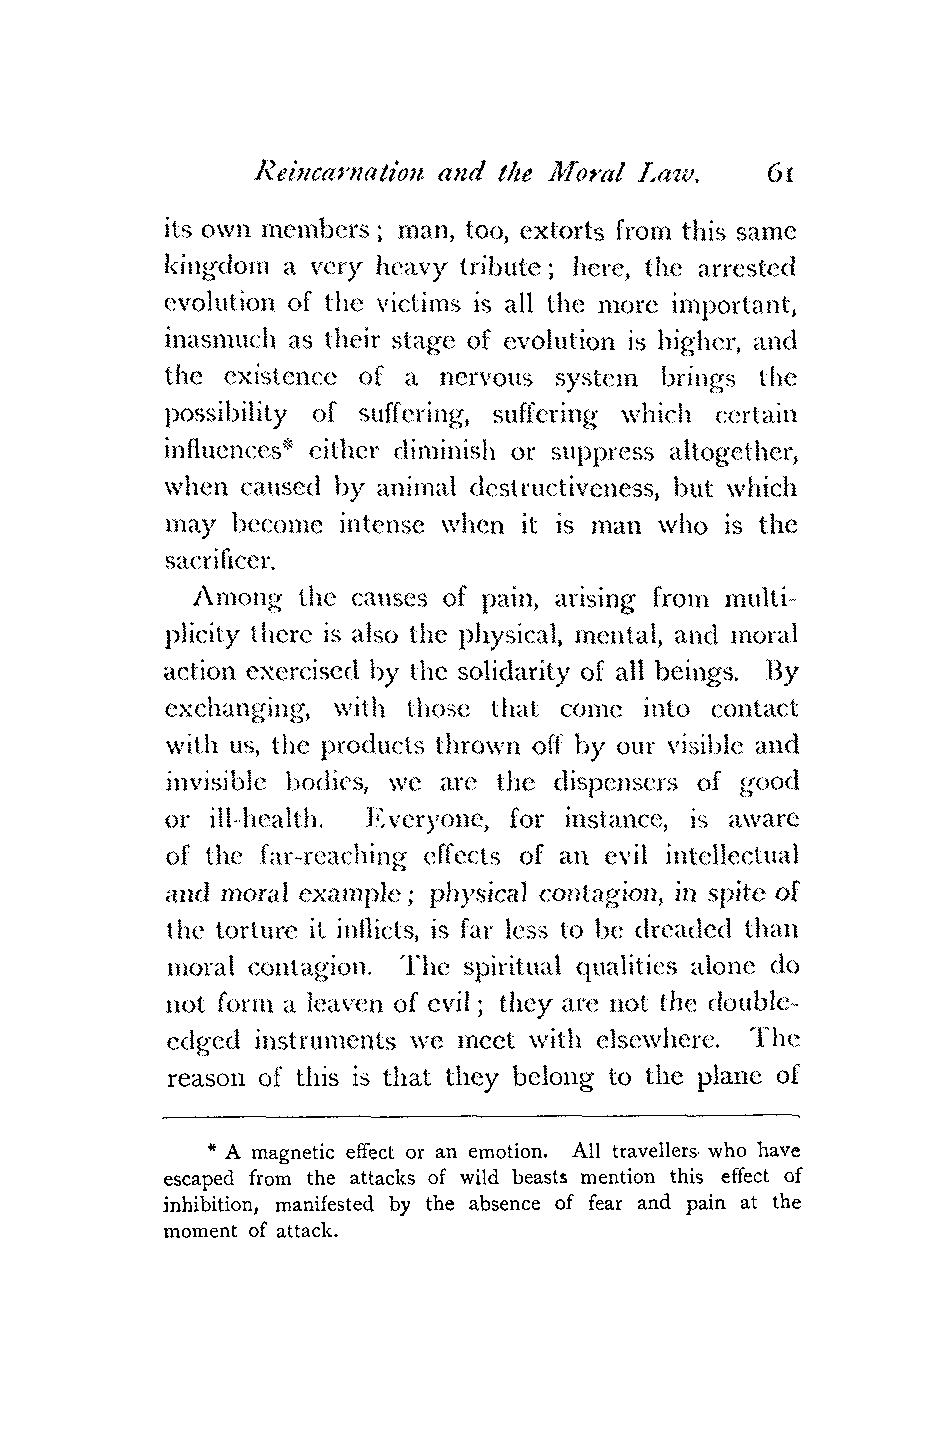 Reincarnation and the Moral Law. 61
its own members; man, too, extorts from this same
kingdom a very heavy tribute; here, the arrested
evolution of the victims is all the more important,
inasmuch as their stage of evolution is higher, and
the existence of a nervous system brings the
possibility of suffering, suffering which certain
influences* either diminish or suppress altogether,
when caused by animal destructiveness, but which
may become intense when it is man who is the
sacrificer.
Among the causes of pain, arising from multi-
plicity there is also the physical, mental, and moral
action exercised by the solidarity of all beings. By
exchanging, with those that come into contact
with us, the products thrown off by our visible and
invisible bodies, we are the dispensers of good
or ill-health. Everyone, for instance, is aware
of the far-reaching effects of an evil intellectual
and moral example; physical contagion, in spite of
the torture it inflicts, is far less to be dreaded than
moral contagion. The spiritual qualities alone do
not form a leaven of evil; they are not the double-
edged instruments we meet with elsewhere. The
reason of this is that they belong to the plane of
* A magnetic effect or an emotion. All travellers who have
escaped from the attacks of wild beasts mention this effect of
inhibition, manifested by the absence of fear and pain at the
moment of attack.